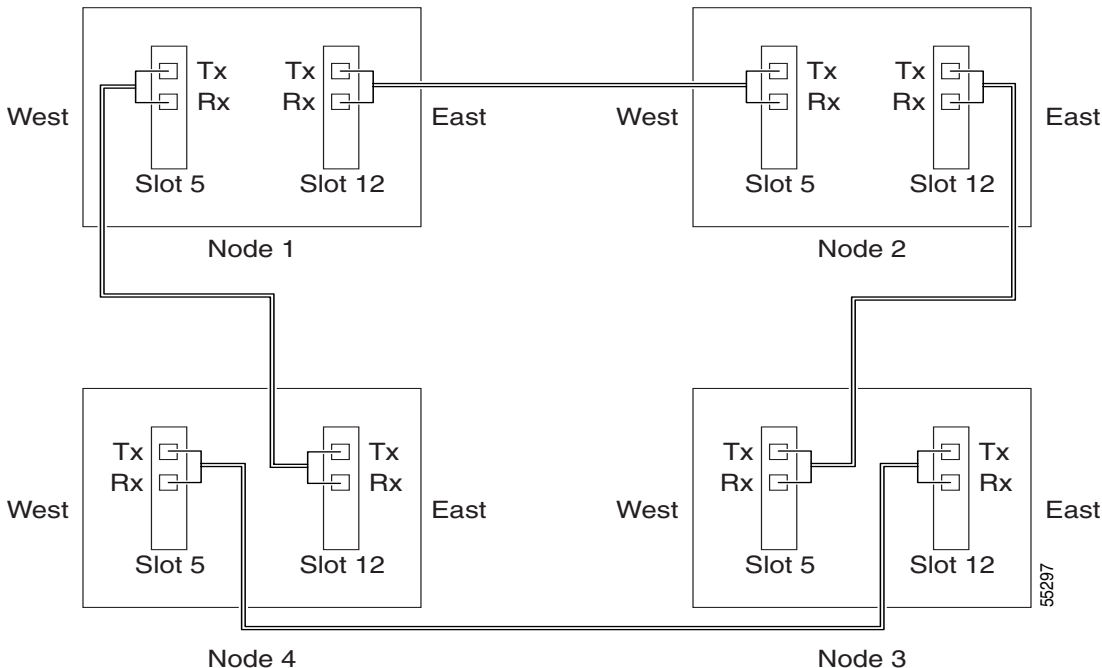 Tx Tx Tx Tx
Rx Rx Rx Rx
West East West East
Slot 5 Slot 12 Slot 5 Slot 12
Node 1 Node 2
Tx Tx Tx Tx
Rx Rx Rx Rx
West East West East
Slot 5 Slot 12 Slot 5 Slot 12
55297
Node 4 Node 3